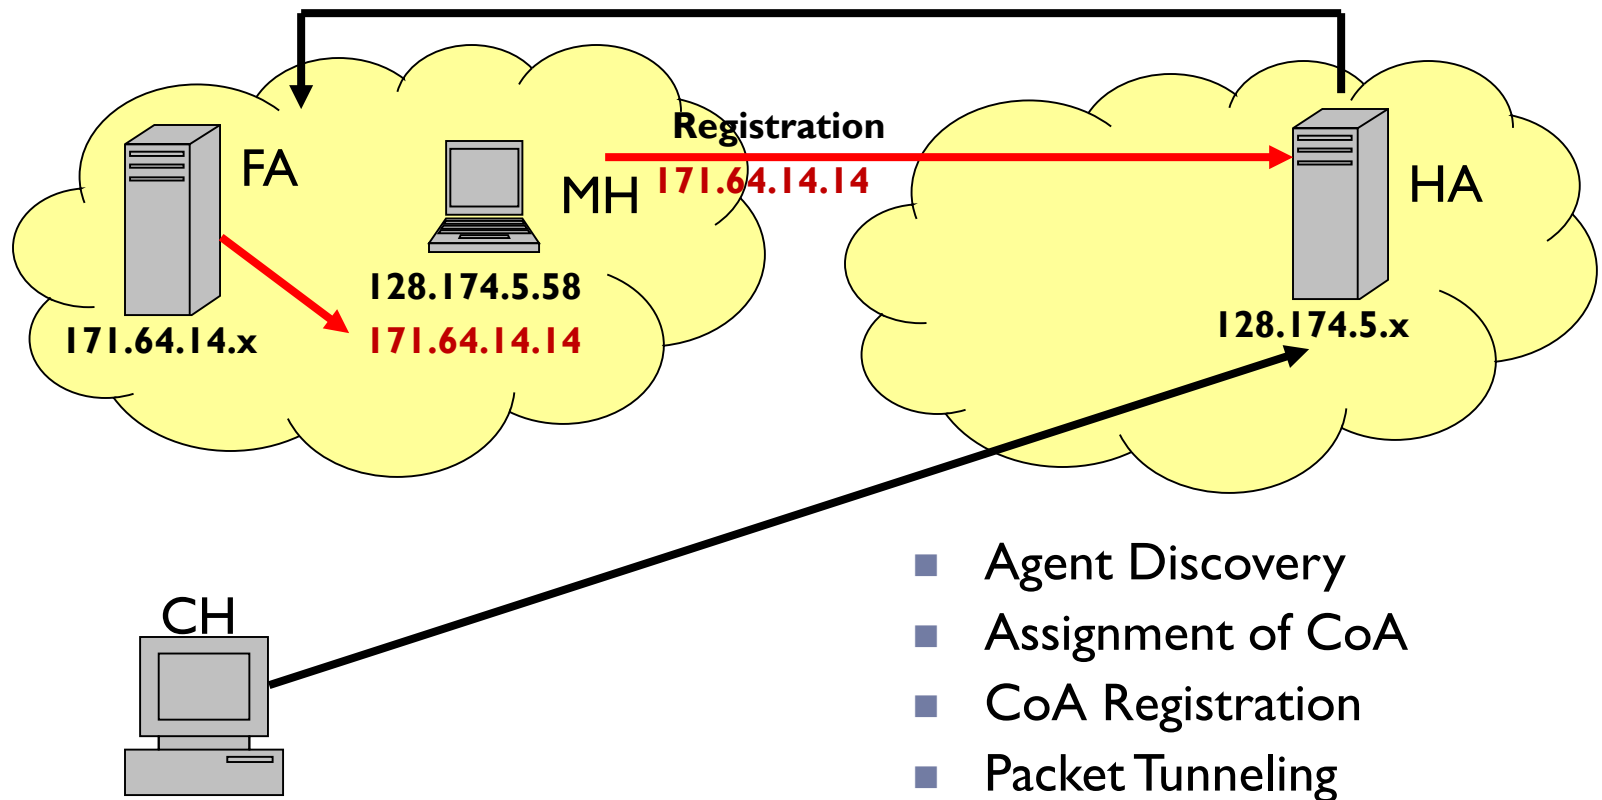 Registration
FA
MH
171.64.14.14
HA
128.174.5.58
171.64.14.x
171.64.14.14
128.174.5.x
CH
Agent Discovery
Assignment of CoA
CoA Registration
Packet Tunneling